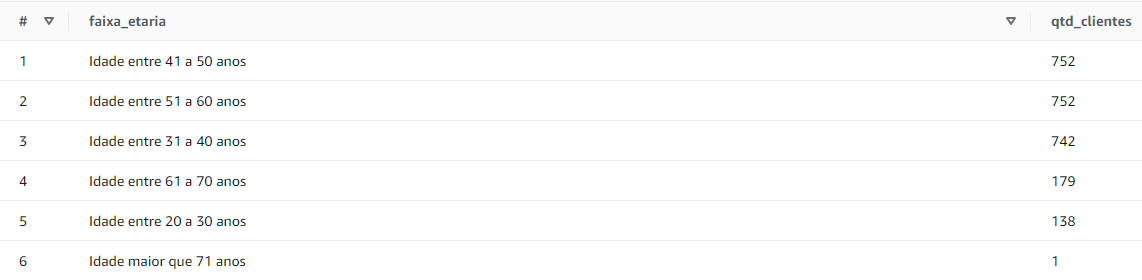 # faixa_etaria qtd_clientes
1 Idade entre 41 a 50 anos 752
2 Idade entre 51 a 60 anos 752
3 Idade entre 31 a 40 anos 742
4 Idade entre 61 a 70 anos 179
5 Idade entre 20 a 30 anos 138
6 Idade maior que 71 anos 1